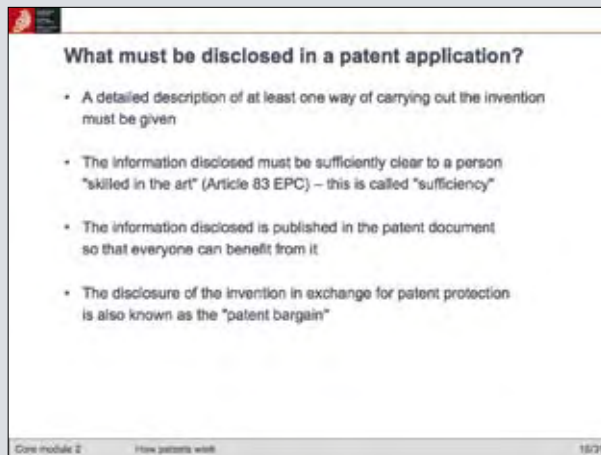 What must be disclosed in a patent application?
• A detailed description of at least one way of carrying out the invention
must be given
• The information disclosed must be sufficiently clear to a person
"skilled in the art" (Article 83 EPC) – this is called "sufficiency"
• The information disclosed is published in the patent document
so that everyone can benefit from it
• The disclosure of the invention in exchange for patent protection
is also known as the "patent bargain"
Core module 2 How patents work